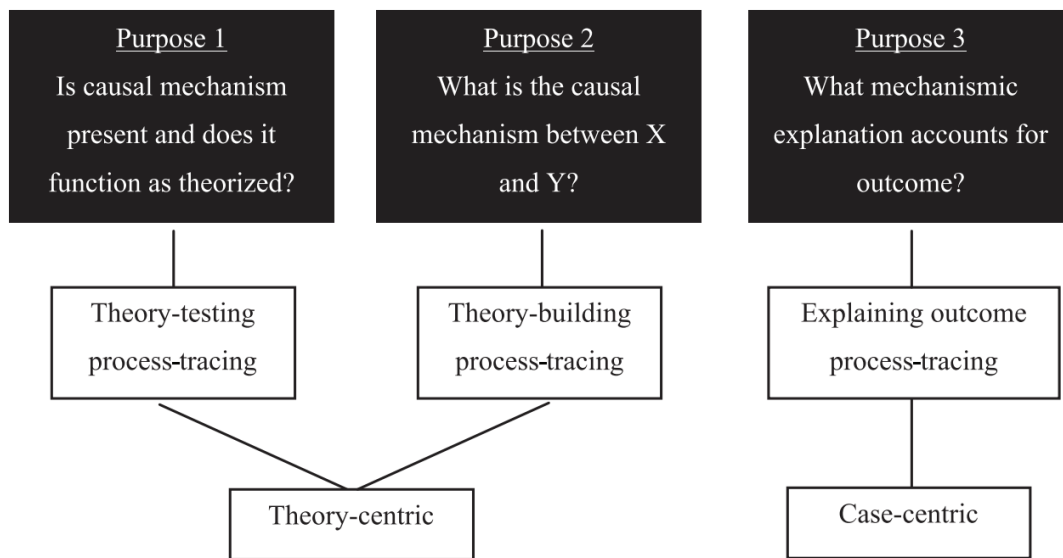 Purpose 1
Is causal mechanism
present and does it
function as theorized?
Purpose 2
What is the causal
mechanism between X
and Y?
Purpose 3
What mechanismic
explanation accounts for
outcome?
Theory-testing
process-tracing
Theory-building
process-tracing
Explaining outcome
process-tracing
Theory-centric
Case-centric